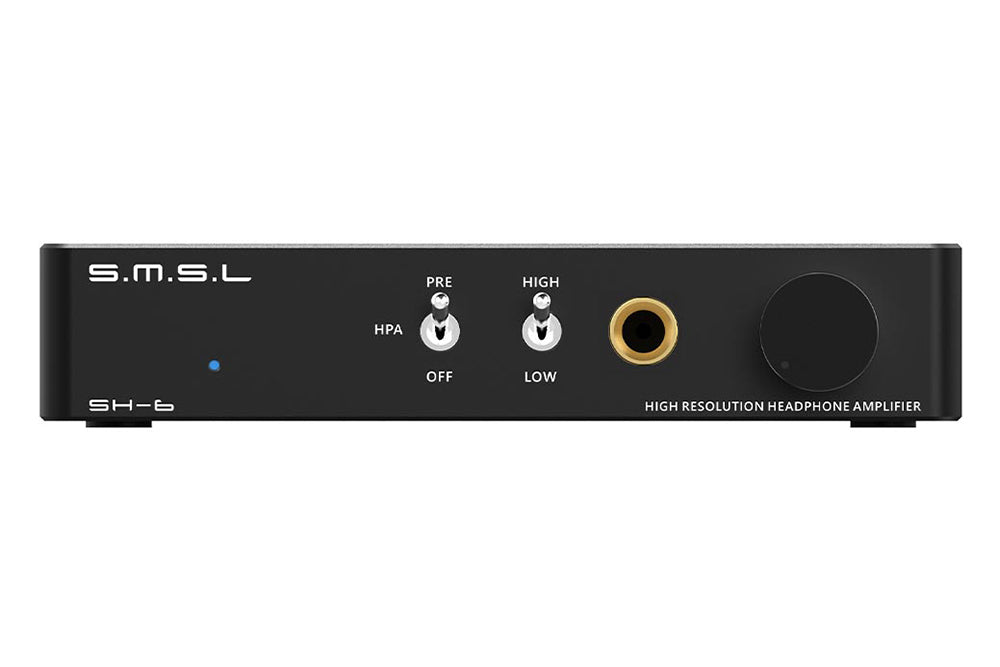 S.M.S.L
PRE
HIGH
HPA
OFF
LOW
SH-6
HIGH RESOLUTION HEADPHONE AMPLIFIER